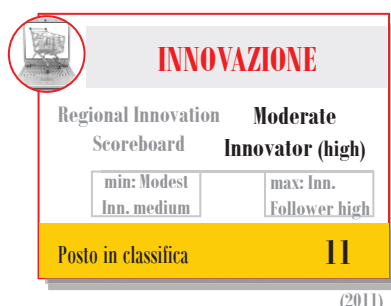 INNOVAZIONE
Regional Innovation Scoreboard
Moderate Innovator (high)
min: Modest Inn. medium
max: Inn. Follower high
Posto in classifica 11
(2011)